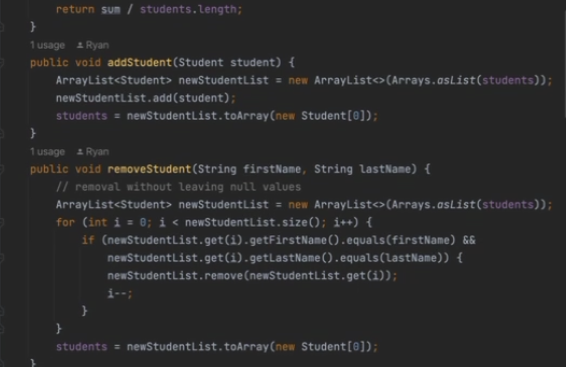 return sum / students.length;
}
1 usage Ryan
public void addStudent(Student student) {
ArrayList<Student> newStudentList = new ArrayList<>(Arrays.asList(students));
newStudentList.add(student);
students = newStudentList.toArray(new Student[0]);
}
1 usage Ryan
public void removeStudent(String firstName, String lastName) {
// removal without leaving null values
ArrayList<Student> newStudentList = new ArrayList<>(Arrays.asList(students));
for (int i = 0; i < newStudentList.size(); i++) {
if (newStudentList.get(i).getFirstName().equals(firstName) &&
newStudentList.get(i).getLastName().equals(lastName)) {
newStudentList.remove(newStudentList.get(i));
i--;
}
}
students = newStudentList.toArray(new Student[0]);
}